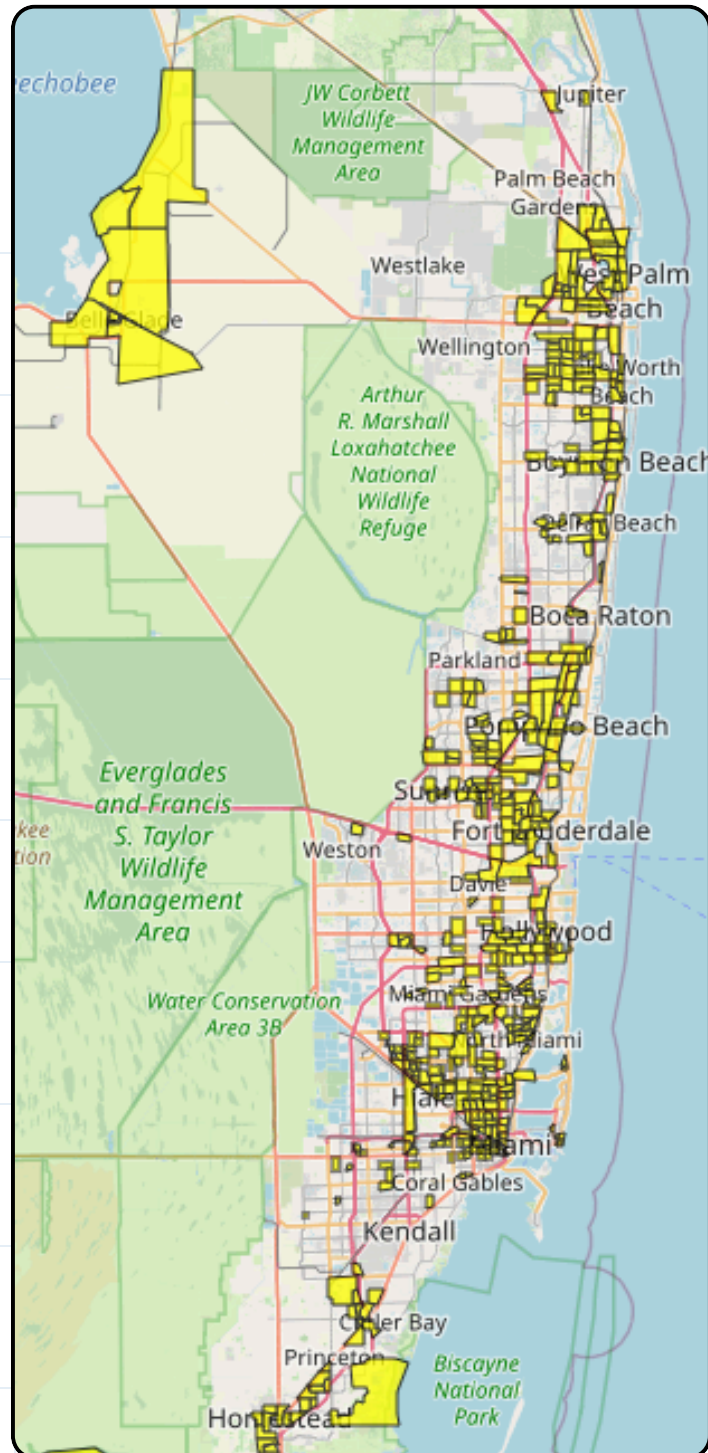 eechobee
JW Corbett
Wildlife
Management
Area
Jupiter
Palm Beach
Gardens
Westlake
West Palm
Beach
Belle Glade
Wellington
Lake Worth
Beach
Arthur
R. Marshall
Loxahatchee
National
Wildlife
Refuge
Boynton Beach
Delray Beach
Boca Raton
Parkland
Pompano Beach
Everglades
and Francis
S. Taylor
Wildlife
Management
Area
Sunrise
kee
tion
Fort Lauderdale
Weston
Davie
Hollywood
Water Conservation
Area 3B
Miami Gardens
North Miami
Hialeah
Miami
Coral Gables
Kendall
Cutler Bay
Princeton
Biscayne
National
Park
Homestead